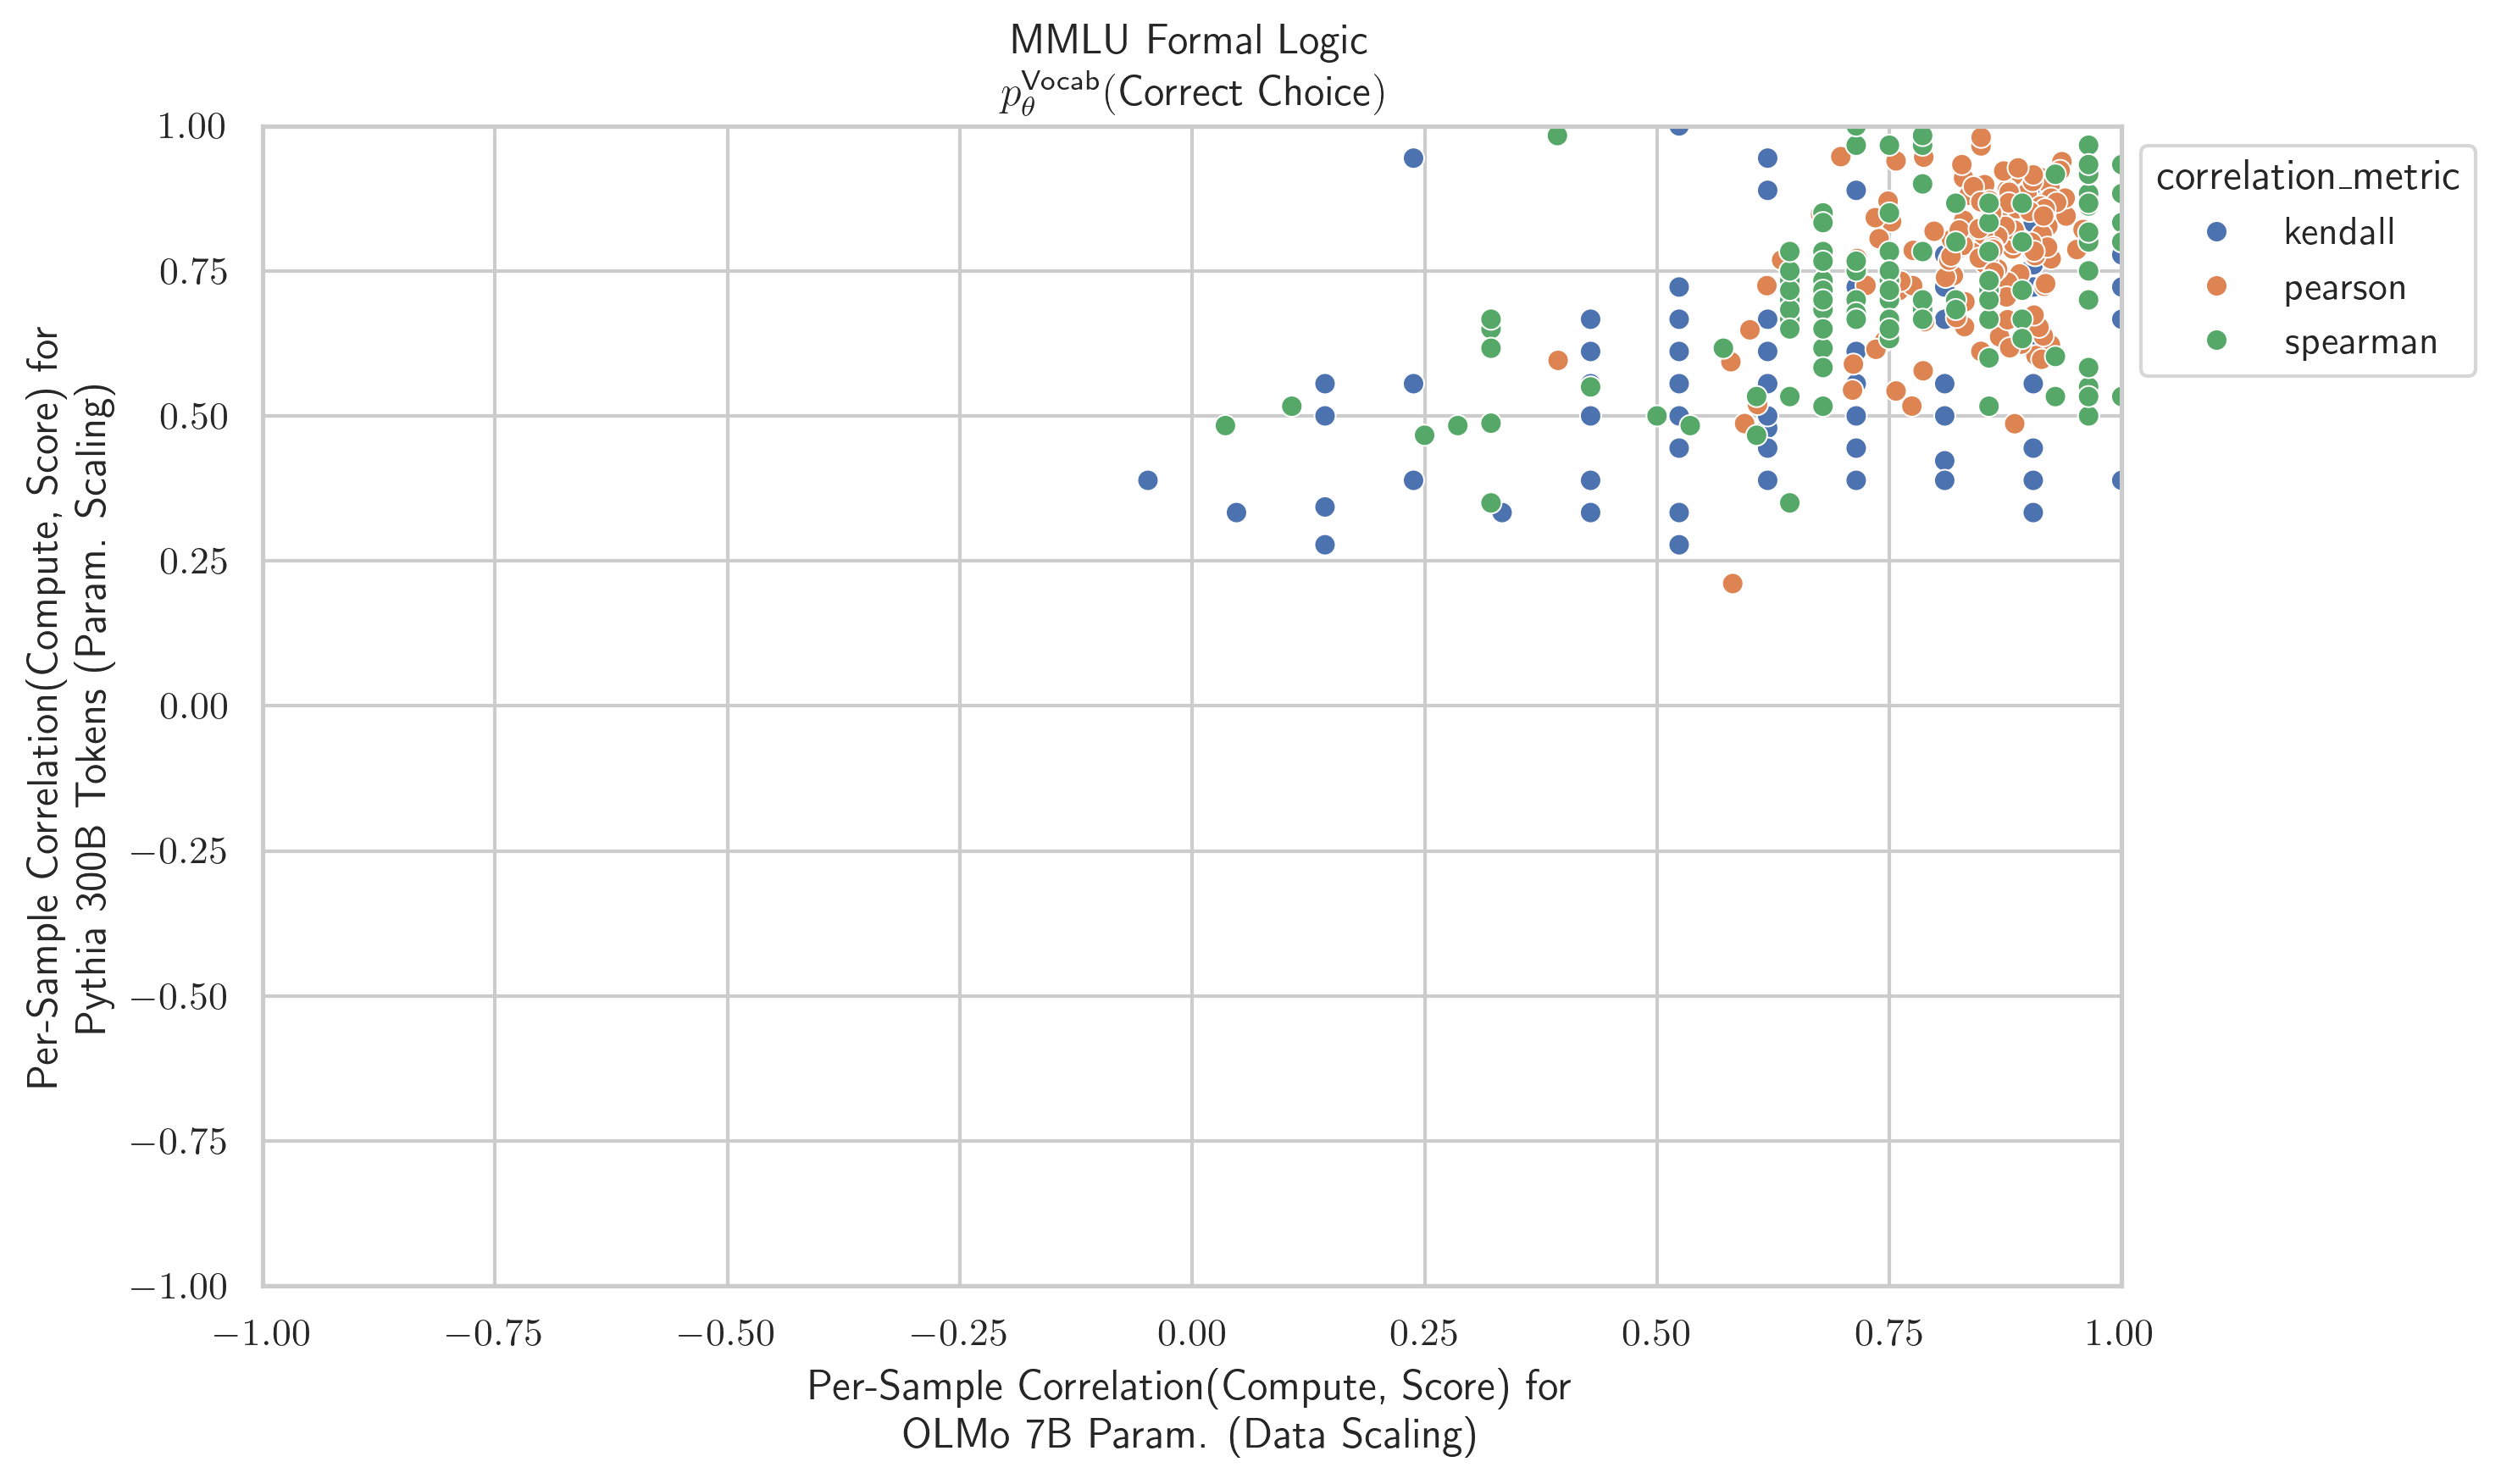 MMLU Formal Logic
p_θ^Vocab(Correct Choice)
1.00
0.75
0.50
0.25
0.00
−0.25
−0.50
−0.75
−1.00
Per-Sample Correlation(Compute, Score) for
Pythia 300B Tokens (Param. Scaling)
−1.00 −0.75 −0.50 −0.25 0.00 0.25 0.50 0.75 1.00
Per-Sample Correlation(Compute, Score) for
OLMo 7B Param. (Data Scaling)
correlation_metric
kendall
pearson
spearman